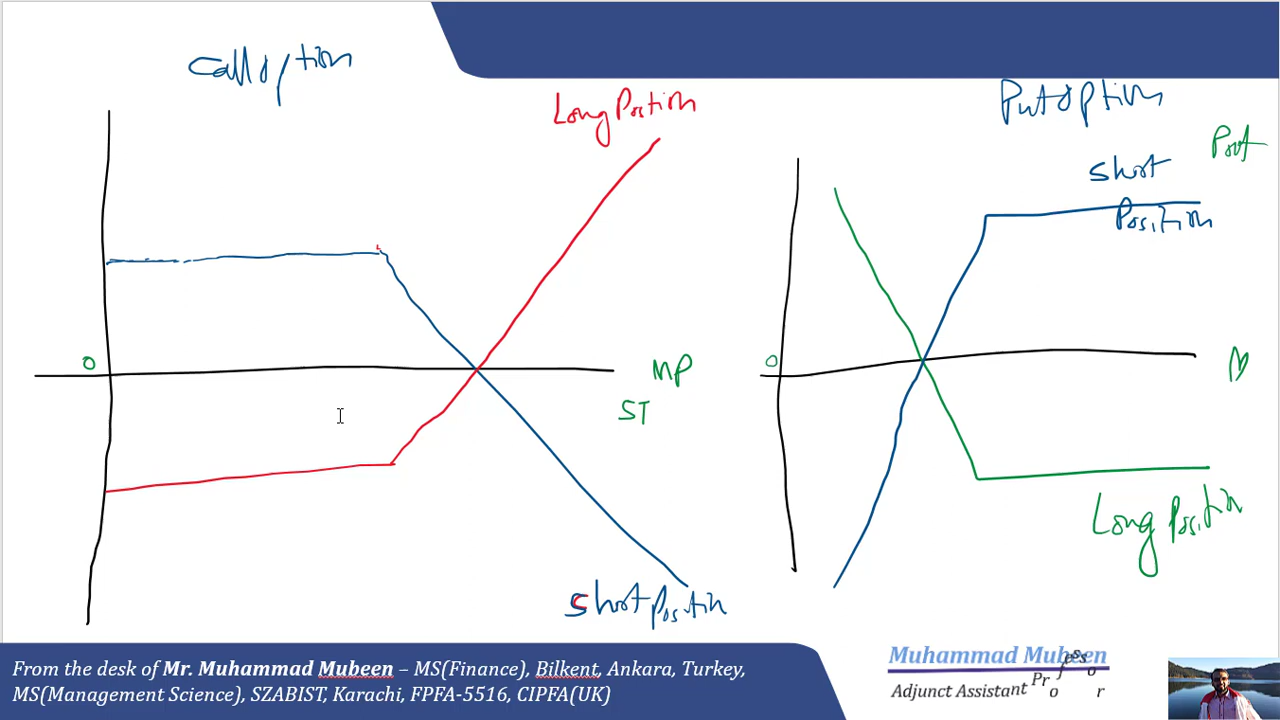 Call option
Long Position
Put option
Short
Position
0
MP
ST
0
M
Long Position
Short Position
From the desk of Mr. Muhammad Mubeen – MS(Finance), Bilkent, Ankara, Turkey,
MS(Management Science), SZABIST, Karachi, FPFA-5516, CIPFA(UK)
Muhammad Mubeen
Adjunct Assistant Professor